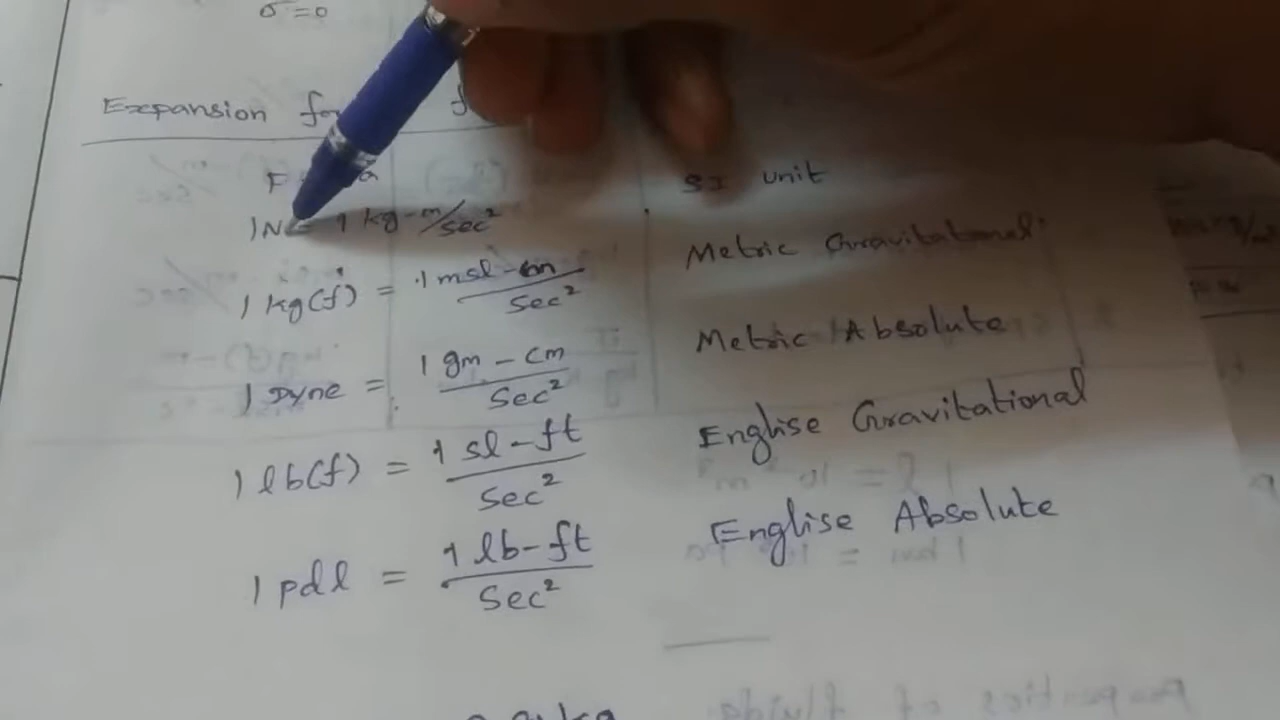 σ = 0
Expansion for f
F a
1N = 1 kg-m/sec² SI unit
1 kg(f) = 1 msl-m/sec² Metric Gravitational
1 Dyne = 1 gm - cm/sec² Metric Absolute
1 lb(f) = 1 sl-ft/sec² Englise Gravitational
1 pdl = 1 lb-ft/sec² Englise Absolute